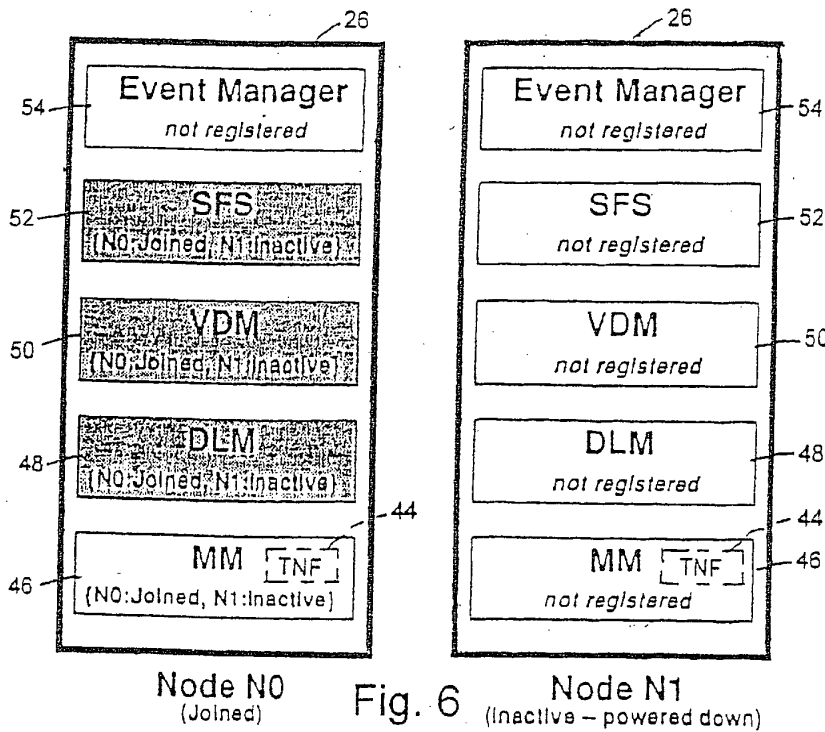 26
54
Event Manager
not registered
52
SFS
(N0:Joined, N1:Inactive)
50
VDM
(N0:Joined, N1:Inactive)
48
DLM
(N0:Joined, N1:Inactive)
44
46
MM
TNF
(N0:Joined, N1:Inactive)
Node N0
(Joined)
26
Event Manager
not registered
54
SFS
not registered
52
VDM
not registered
50
DLM
not registered
48
44
MM
TNF
46
not registered
Node N1
(Inactive – powered down)
Fig. 6